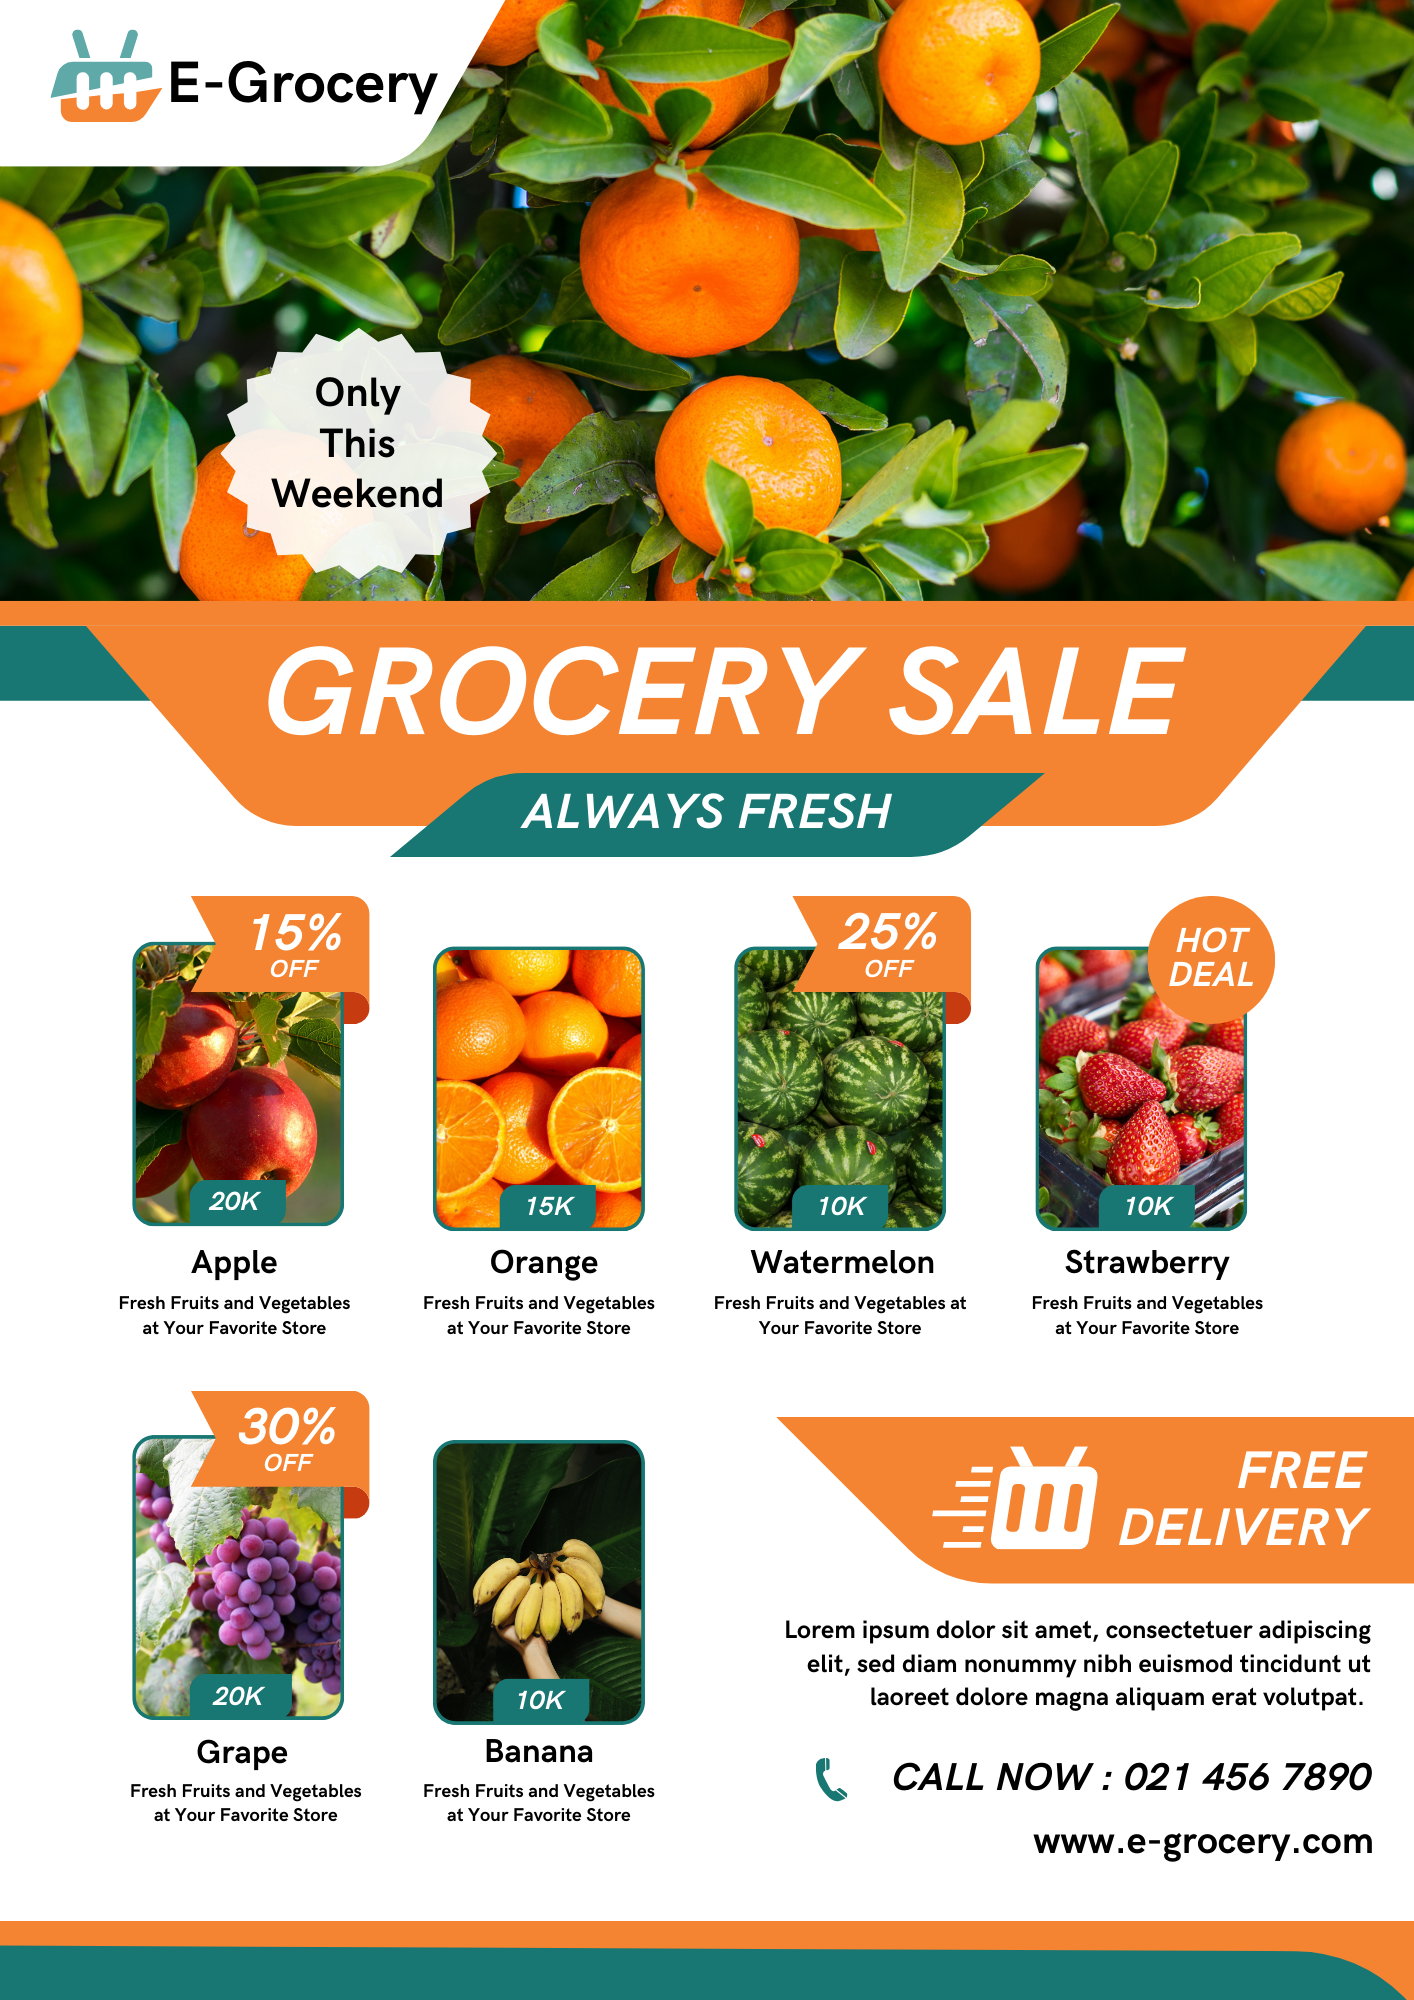 E-Grocery
Only
This
Weekend
GROCERY SALE
ALWAYS FRESH
15%
OFF
20K
Apple
Fresh Fruits and Vegetables
at Your Favorite Store
15K
Orange
Fresh Fruits and Vegetables
at Your Favorite Store
25%
OFF
10K
Watermelon
Fresh Fruits and Vegetables at
Your Favorite Store
HOT
DEAL
10K
Strawberry
Fresh Fruits and Vegetables
at Your Favorite Store
30%
OFF
20K
Grape
Fresh Fruits and Vegetables
at Your Favorite Store
10K
Banana
Fresh Fruits and Vegetables
at Your Favorite Store
FREE
DELIVERY
Lorem ipsum dolor sit amet, consectetuer adipiscing
elit, sed diam nonummy nibh euismod tincidunt ut
laoreet dolore magna aliquam erat volutpat.
CALL NOW : 021 456 7890
www.e-grocery.com